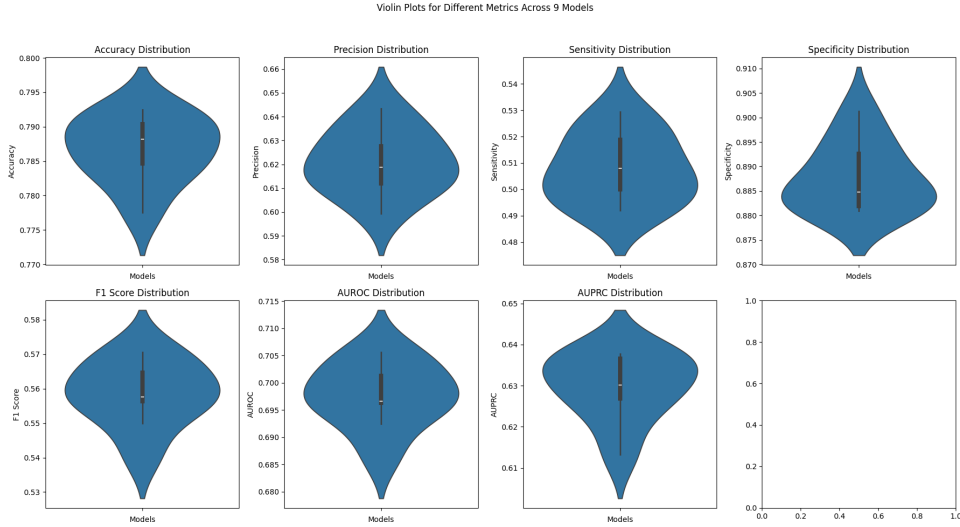 Violin Plots for Different Metrics Across 9 Models
Accuracy Distribution
Accuracy
0.800
0.795
0.790
0.785
0.780
0.775
0.770
Models
Precision Distribution
Precision
0.66
0.65
0.64
0.63
0.62
0.61
0.60
0.59
0.58
Models
Sensitivity Distribution
Sensitivity
0.54
0.53
0.52
0.51
0.50
0.49
0.48
Models
Specificity Distribution
Specificity
0.910
0.905
0.900
0.895
0.890
0.885
0.880
0.875
0.870
Models
F1 Score Distribution
F1 Score
0.58
0.57
0.56
0.55
0.54
0.53
Models
AUROC Distribution
AUROC
0.715
0.710
0.705
0.700
0.695
0.690
0.685
0.680
Models
AUPRC Distribution
AUPRC
0.65
0.64
0.63
0.62
0.61
Models
1.0
0.8
0.6
0.4
0.2
0.0
0.0 0.2 0.4 0.6 0.8 1.0